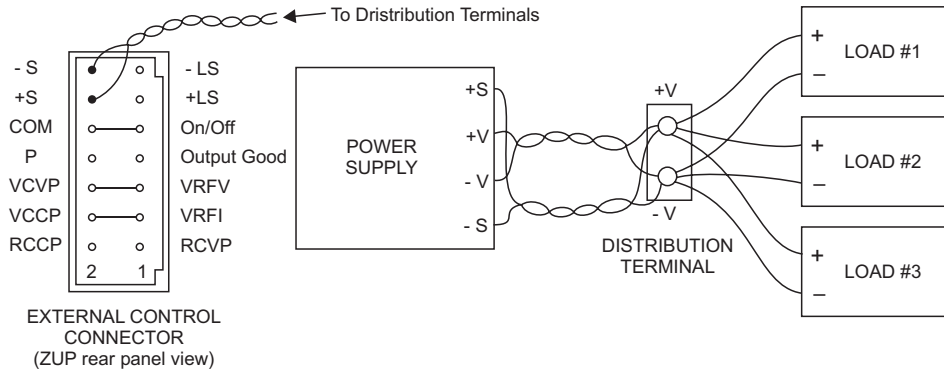 To Dristribution Terminals
- S
- LS
+S
+LS
COM
On/Off
P
Output Good
VCVP
VRFV
VCCP
VRFI
RCCP
RCVP
2
1
EXTERNAL CONTROL
CONNECTOR
(ZUP rear panel view)
POWER
SUPPLY
+S
+V
- V
- S
+V
- V
DISTRIBUTION
TERMINAL
+
–
LOAD #1
+
–
LOAD #2
+
–
LOAD #3